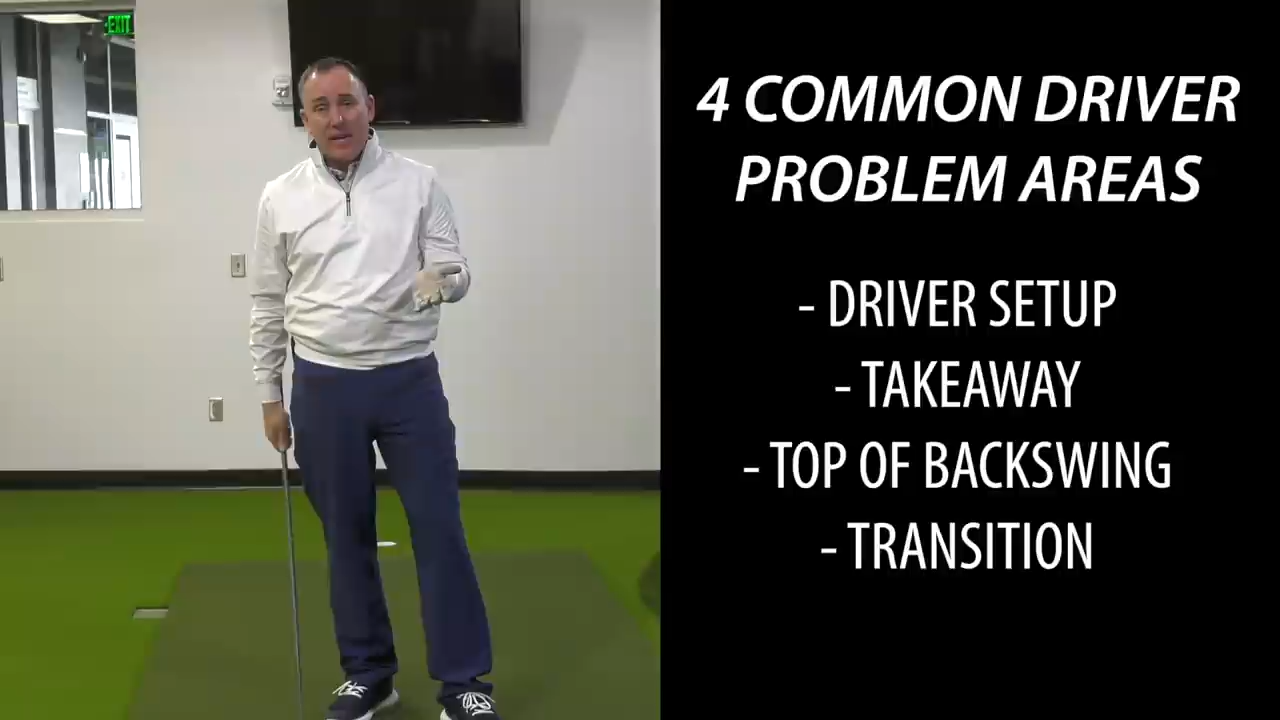 EXIT
4 COMMON DRIVER
PROBLEM AREAS
- DRIVER SETUP
- TAKEAWAY
- TOP OF BACKSWING
- TRANSITION